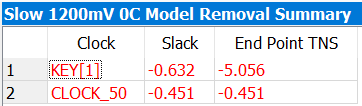 Slow 1200mV 0C Model Removal Summary
Clock Slack End Point TNS
1 KEY[1] -0.632 -5.056
2 CLOCK_50 -0.451 -0.451